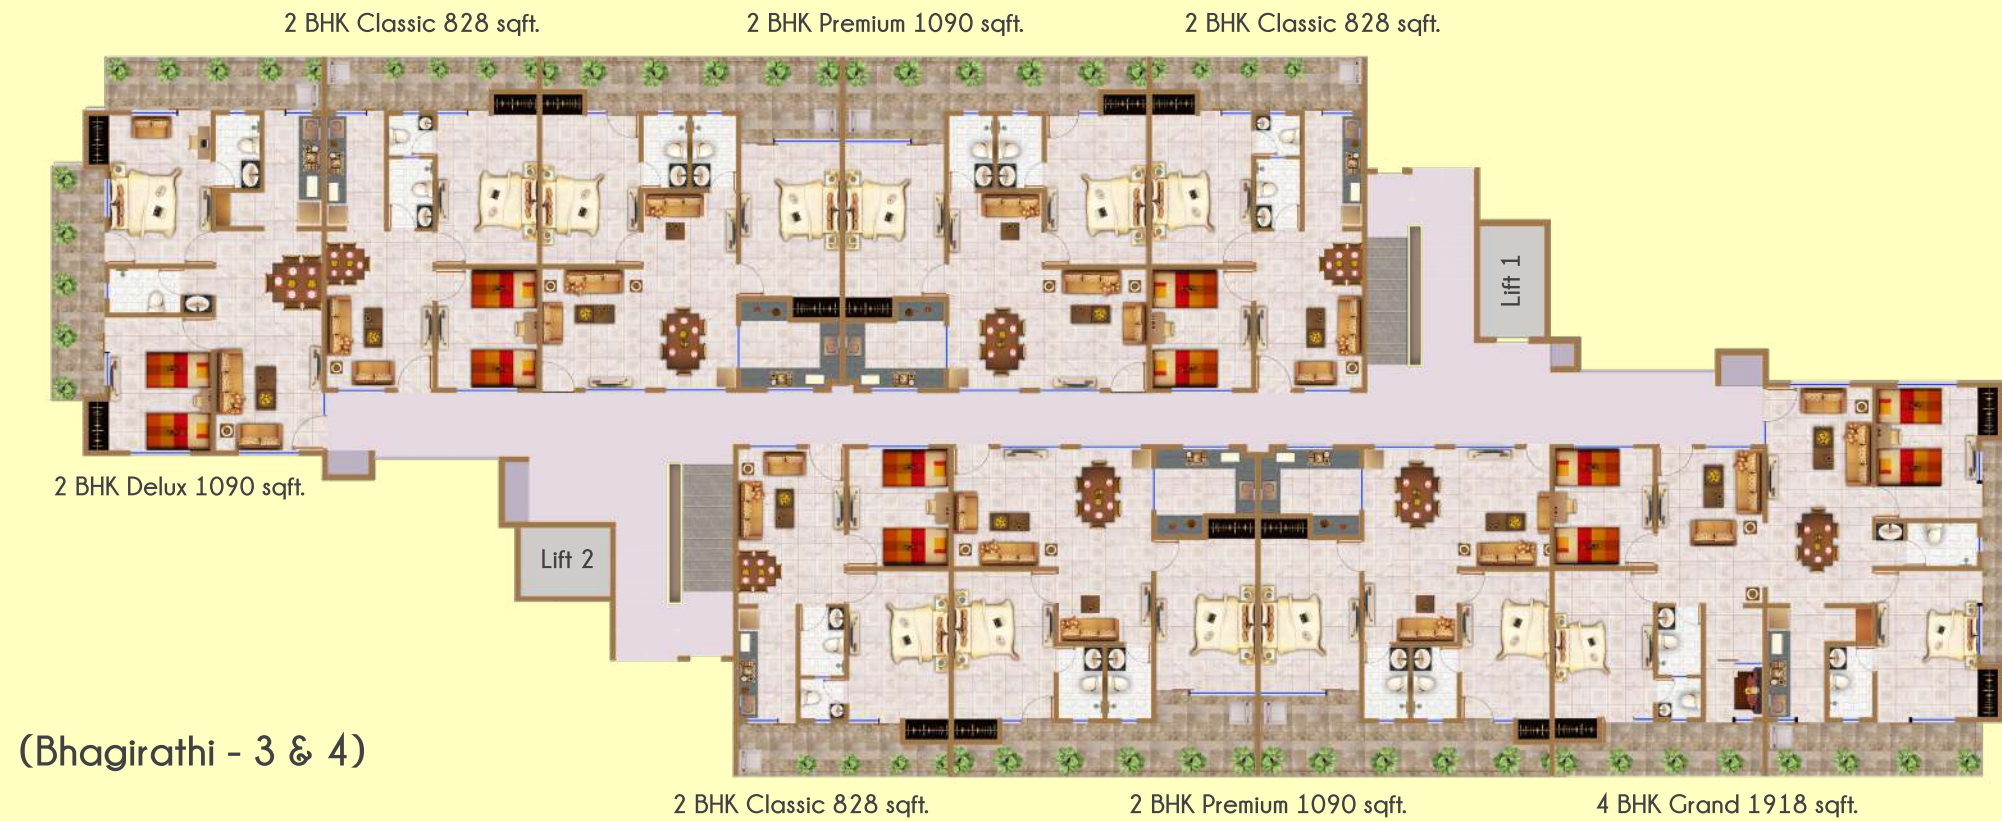 2 BHK Classic 828 sqft.
2 BHK Premium 1090 sqft.
2 BHK Classic 828 sqft.
Lift 1
2 BHK Delux 1090 sqft.
Lift 2
(Bhagirathi - 3 & 4)
2 BHK Classic 828 sqft.
2 BHK Premium 1090 sqft.
4 BHK Grand 1918 sqft.